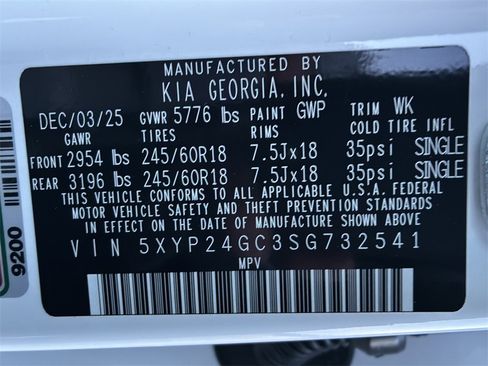 MANUFACTURED BY
KIA GEORGIA, INC.
DEC/03/25 GVWR 5776 lbs PAINT GWP TRIM WK
GAWR TIRES RIMS COLD TIRE INFL
FRONT 2954 lbs 245/60R18 7.5Jx18 35psi SINGLE
REAR 3196 lbs 245/60R18 7.5Jx18 35psi SINGLE
THIS VEHICLE CONFORMS TO ALL APPLICABLE U.S.A. FEDERAL
MOTOR VEHICLE SAFETY AND THEFT PREVENTION STANDARDS
IN EFFECT ON THE DATE OF MANUFACTURE SHOWN ABOVE.
VIN 5XYP24GC3SG732541
MPV
9200